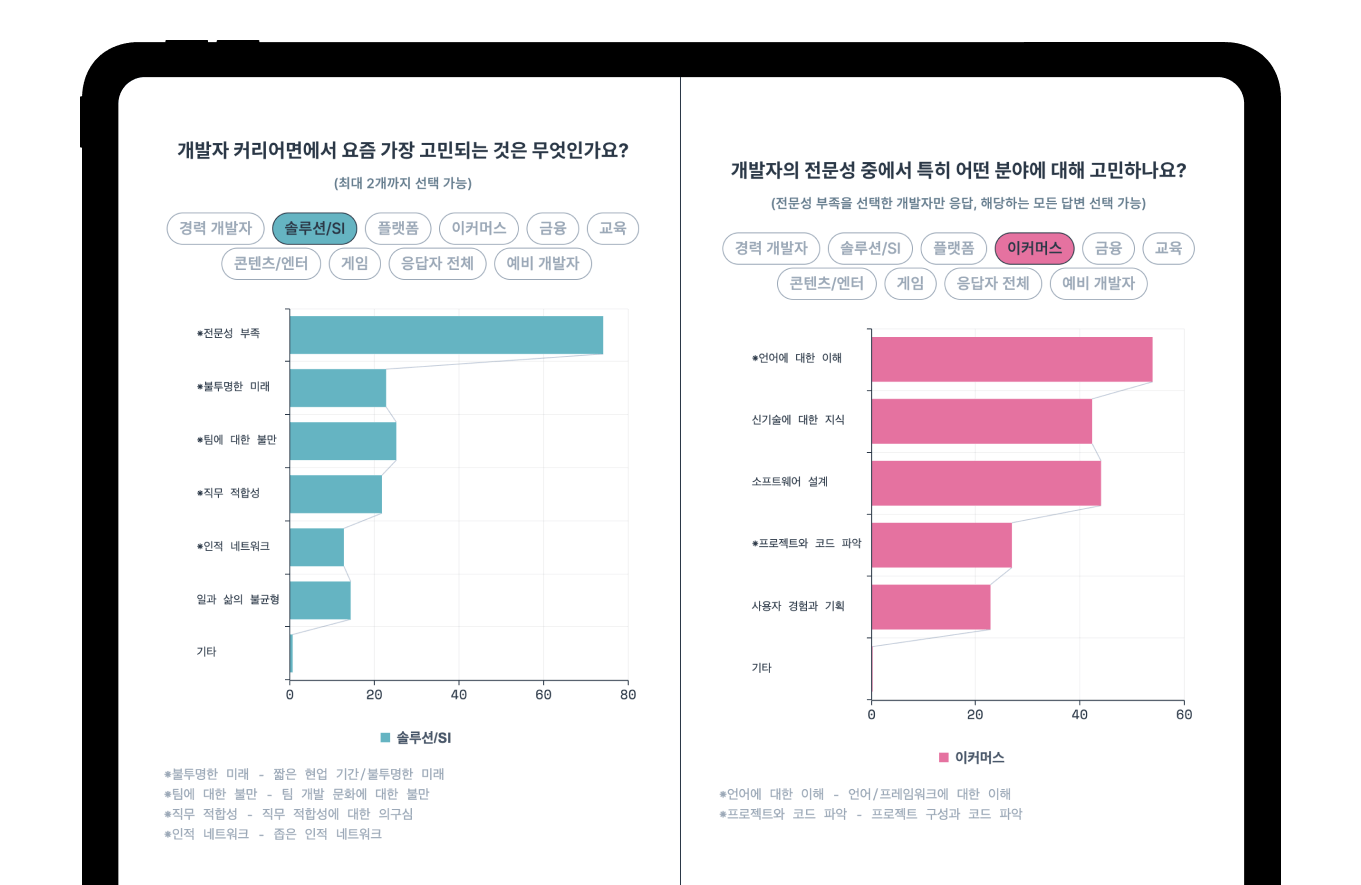 개발자 커리어면에서 요즘 가장 고민되는 것은 무엇인가요?
(최대 2개까지 선택 가능)
경력 개발자 솔루션/SI 플랫폼 이커머스 금융 교육
콘텐츠/엔터 게임 응답자 전체 예비 개발자
*전문성 부족
*불투명한 미래
*팀에 대한 불만
*직무 적합성
*인적 네트워크
일과 삶의 불균형
기타
0 20 40 60 80
솔루션/SI
*불투명한 미래 - 짧은 현업 기간/불투명한 미래
*팀에 대한 불만 - 팀 개발 문화에 대한 불만
*직무 적합성 - 직무 적합성에 대한 의구심
*인적 네트워크 - 좁은 인적 네트워크
개발자의 전문성 중에서 특히 어떤 분야에 대해 고민하나요?
(전문성 부족을 선택한 개발자만 응답, 해당하는 모든 답변 선택 가능)
경력 개발자 솔루션/SI 플랫폼 이커머스 금융 교육
콘텐츠/엔터 게임 응답자 전체 예비 개발자
*언어에 대한 이해
신기술에 대한 지식
소프트웨어 설계
*프로젝트와 코드 파악
사용자 경험과 기획
기타
0 20 40 60
이커머스
*언어에 대한 이해 - 언어/프레임워크에 대한 이해
*프로젝트와 코드 파악 - 프로젝트 구성과 코드 파악